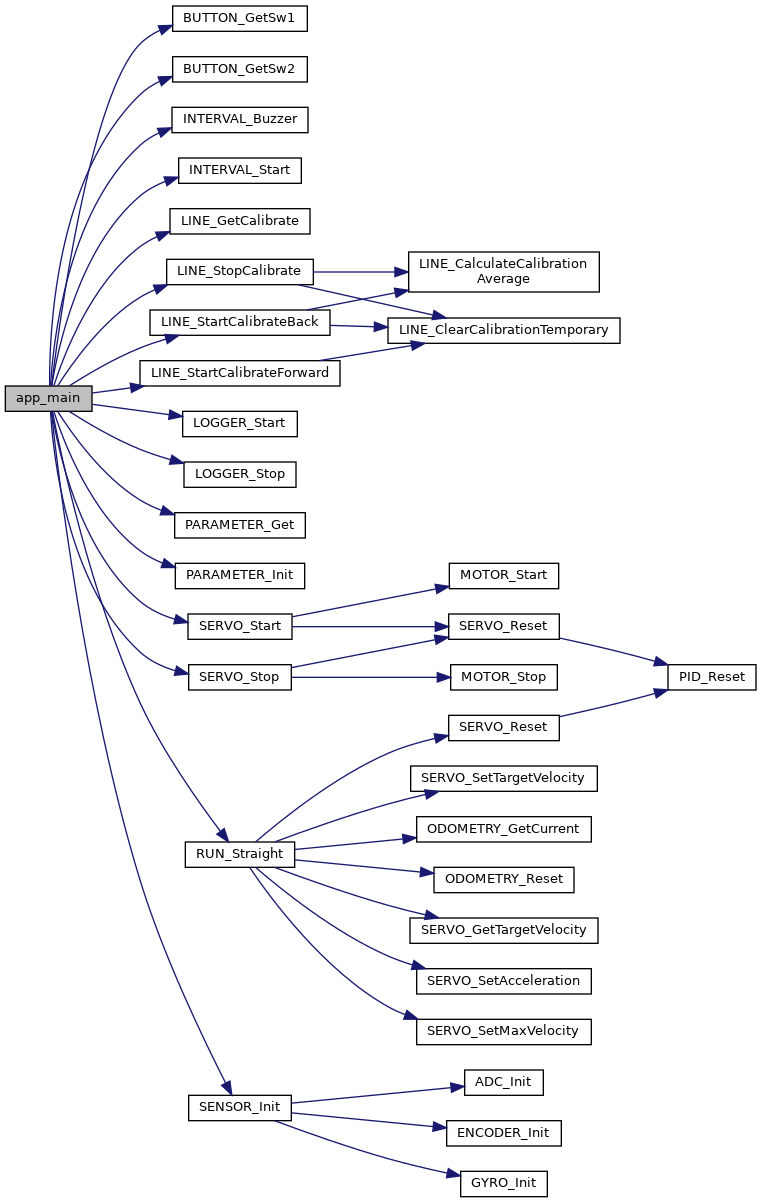 BUTTON_GetSw1
BUTTON_GetSw2
INTERVAL_Buzzer
INTERVAL_Start
LINE_GetCalibrate
LINE_StopCalibrate
LINE_CalculateCalibration
Average
LINE_StartCalibrateBack
LINE_ClearCalibrationTemporary
LINE_StartCalibrateForward
app_main
LOGGER_Start
LOGGER_Stop
PARAMETER_Get
PARAMETER_Init
MOTOR_Start
SERVO_Start
SERVO_Reset
SERVO_Stop
MOTOR_Stop
PID_Reset
SERVO_Reset
SERVO_SetTargetVelocity
ODOMETRY_GetCurrent
RUN_Straight
ODOMETRY_Reset
SERVO_GetTargetVelocity
SERVO_SetAcceleration
SERVO_SetMaxVelocity
ADC_Init
SENSOR_Init
ENCODER_Init
GYRO_Init